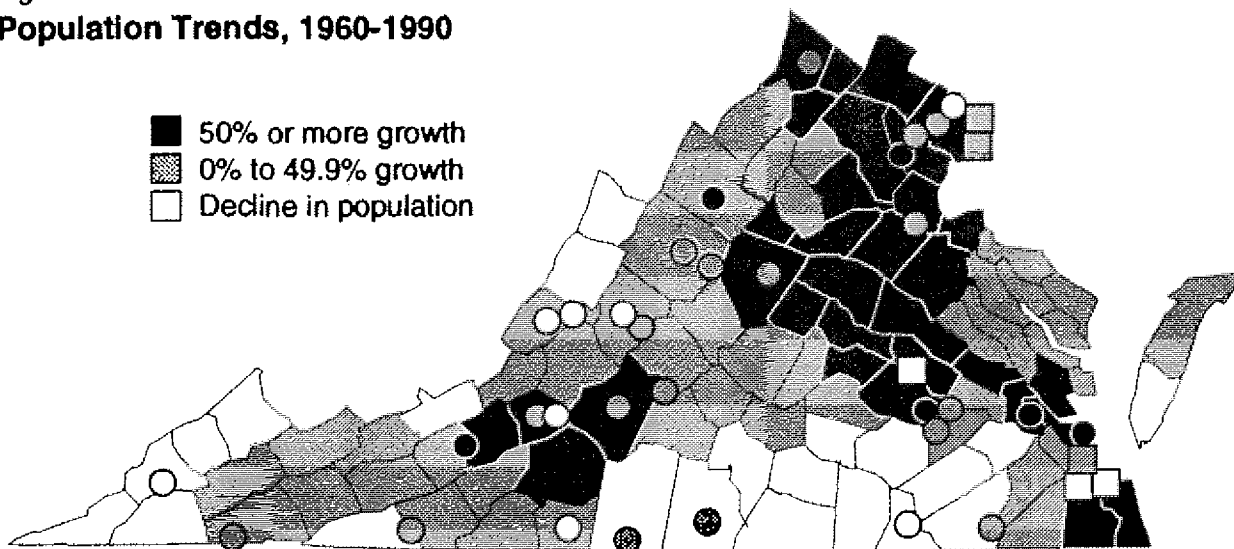 Population Trends, 1960-1990
50% or more growth
0% to 49.9% growth
Decline in population